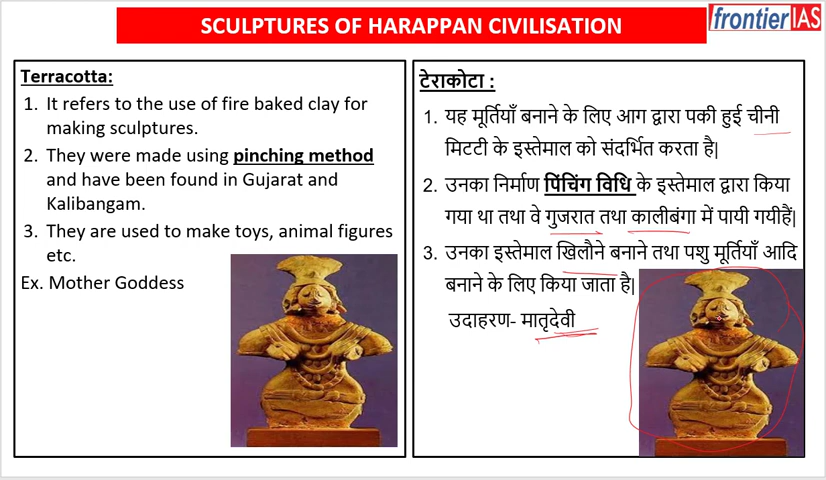 SCULPTURES OF HARAPPAN CIVILISATION
frontier IAS
Terracotta:
1. It refers to the use of fire baked clay for
making sculptures.
2. They were made using pinching method
and have been found in Gujarat and
Kalibangam.
3. They are used to make toys, animal figures
etc.
Ex. Mother Goddess
टेराकोटा :
1. यह मूर्तियाँ बनाने के लिए आग द्वारा पकी हुई चीनी
मिटटी के इस्तेमाल को संदर्भित करता है|
2. उनका निर्माण पिंचिंग विधि के इस्तेमाल द्वारा किया
गया था तथा वे गुजरात तथा कालीबंगा में पायी गयीहैं|
3. उनका इस्तेमाल खिलौने बनाने तथा पशु मूर्तियाँ आदि
बनाने के लिए किया जाता है|
उदाहरण- मातृदेवी